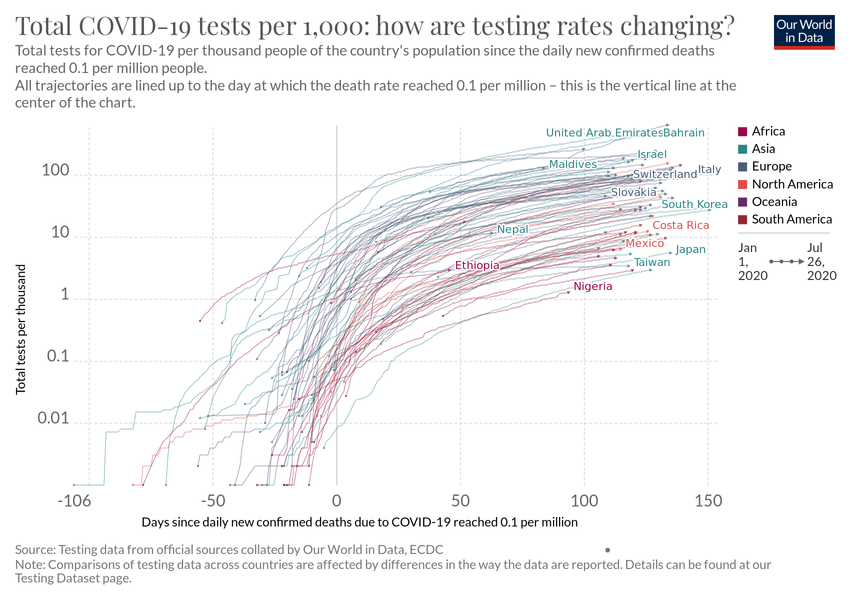 Total COVID-19 tests per 1,000: how are testing rates changing?
Our World
in Data
Total tests for COVID-19 per thousand people of the country's population since the daily new confirmed deaths
reached 0.1 per million people.
All trajectories are lined up to the day at which the death rate reached 0.1 per million – this is the vertical line at the
center of the chart.
United Arab Emirates
Bahrain
Israel
Maldives
Italy
Switzerland
Slovakia
South Korea
Nepal
Costa Rica
Mexico
Japan
Ethiopia
Taiwan
Nigeria
Africa
Asia
Europe
North America
Oceania
South America
Jan
1,
2020
Jul
26,
2020
Total tests per thousand
100
10
1
0.1
0.01
-106
-50
0
50
100
150
Days since daily new confirmed deaths due to COVID-19 reached 0.1 per million
Source: Testing data from official sources collated by Our World in Data, ECDC
Note: Comparisons of testing data across countries are affected by differences in the way the data are reported. Details can be found at our
Testing Dataset page.